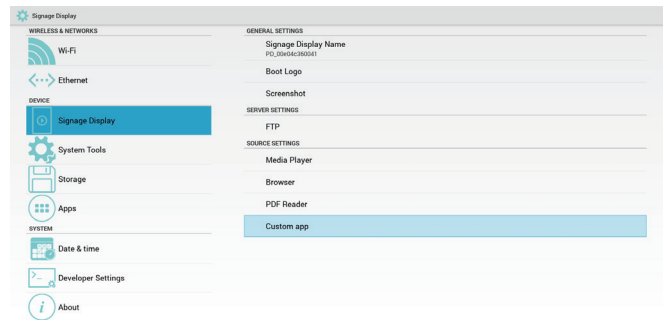 Signage Display
WIRELESS & NETWORKS
Wi-Fi
Ethernet
DEVICE
Signage Display
System Tools
Storage
Apps
SYSTEM
Date & time
Developer Settings
About
GENERAL SETTINGS
Signage Display Name
PD_00e04c360041
Boot Logo
Screenshot
SERVER SETTINGS
FTP
SOURCE SETTINGS
Media Player
Browser
PDF Reader
Custom app